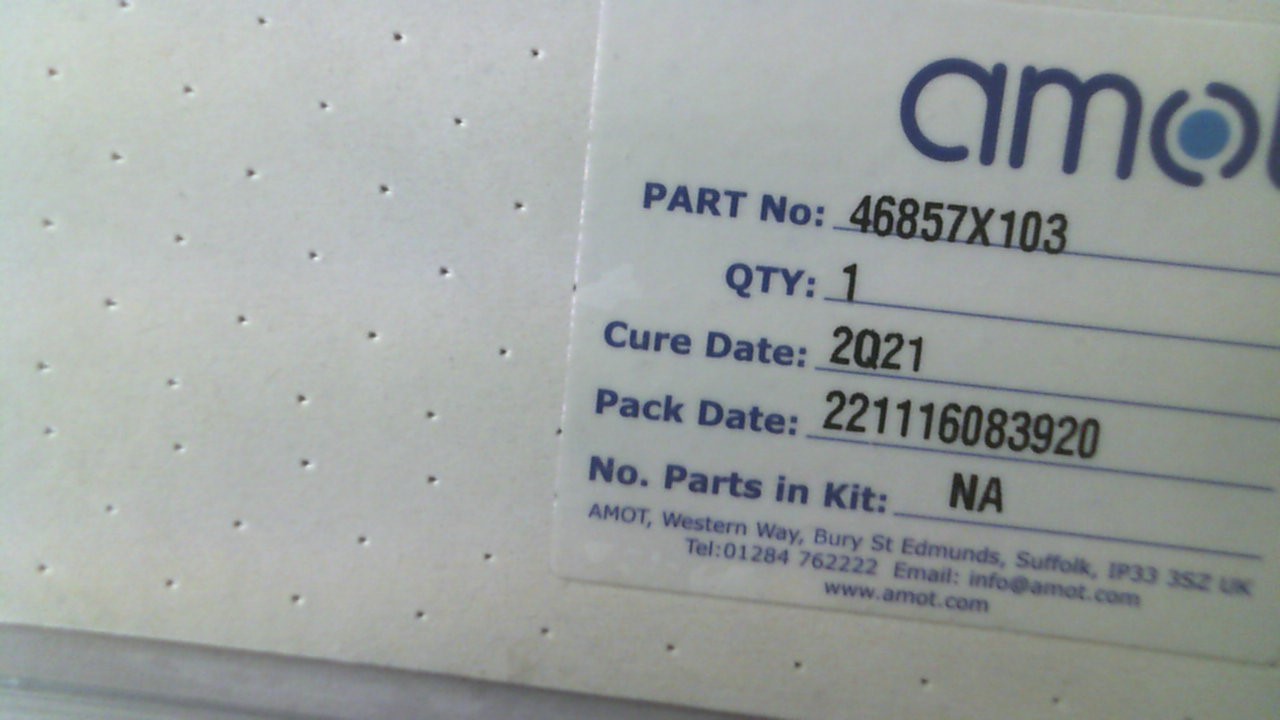 amot
PART No: 46857X103
QTY: 1
Cure Date: 2Q21
Pack Date: 221116083920
No. Parts in Kit: NA
AMOT, Western Way, Bury St Edmunds, Suffolk, IP33 3SZ UK
Tel:01284 762222 Email: info@amot.com
www.amot.com